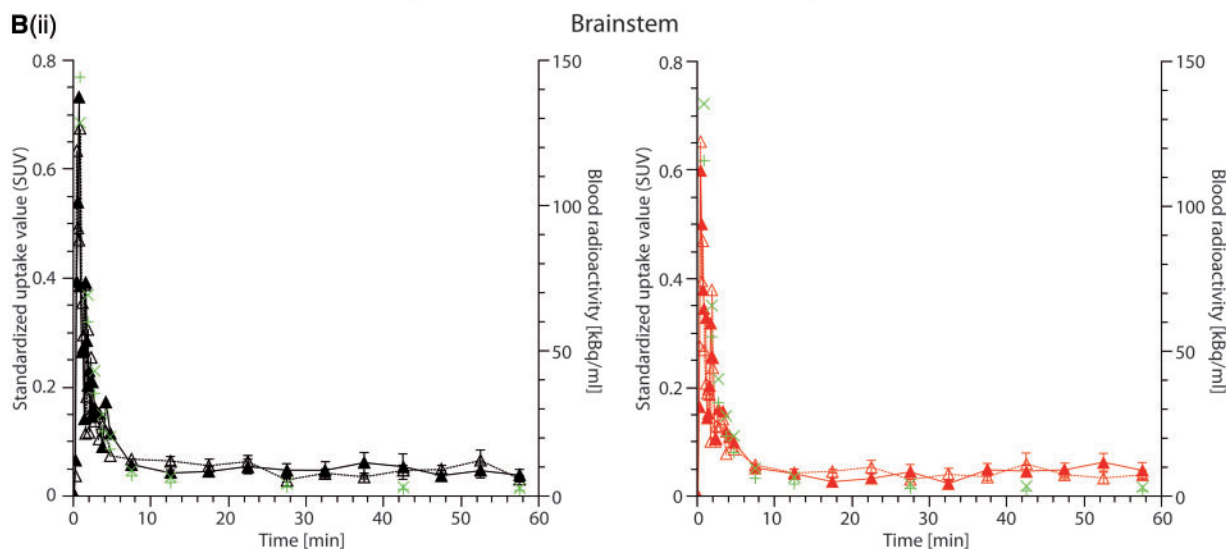 B(ii)
Brainstem
Standardized uptake value (SUV)
0.8
0.6
0.4
0.2
0
Blood radioactivity [kBq/ml]
150
100
50
0
0 10 20 30 40 50 60
Time [min]
Standardized uptake value (SUV)
0.8
0.6
0.4
0.2
0
Blood radioactivity [kBq/ml]
150
100
50
0
0 10 20 30 40 50 60
Time [min]